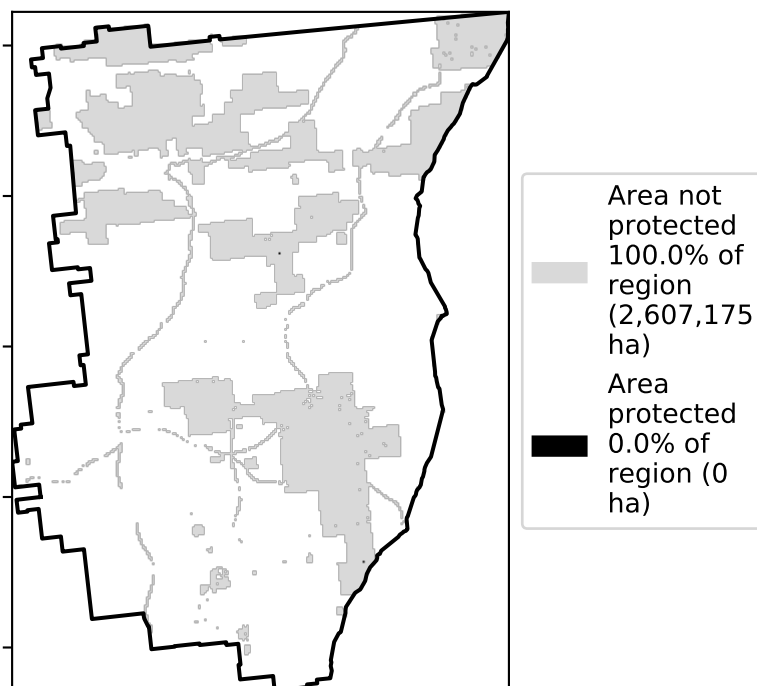 Area not
protected
100.0% of
region
(2,607,175
ha)
Area
protected
0.0% of
region (0
ha)